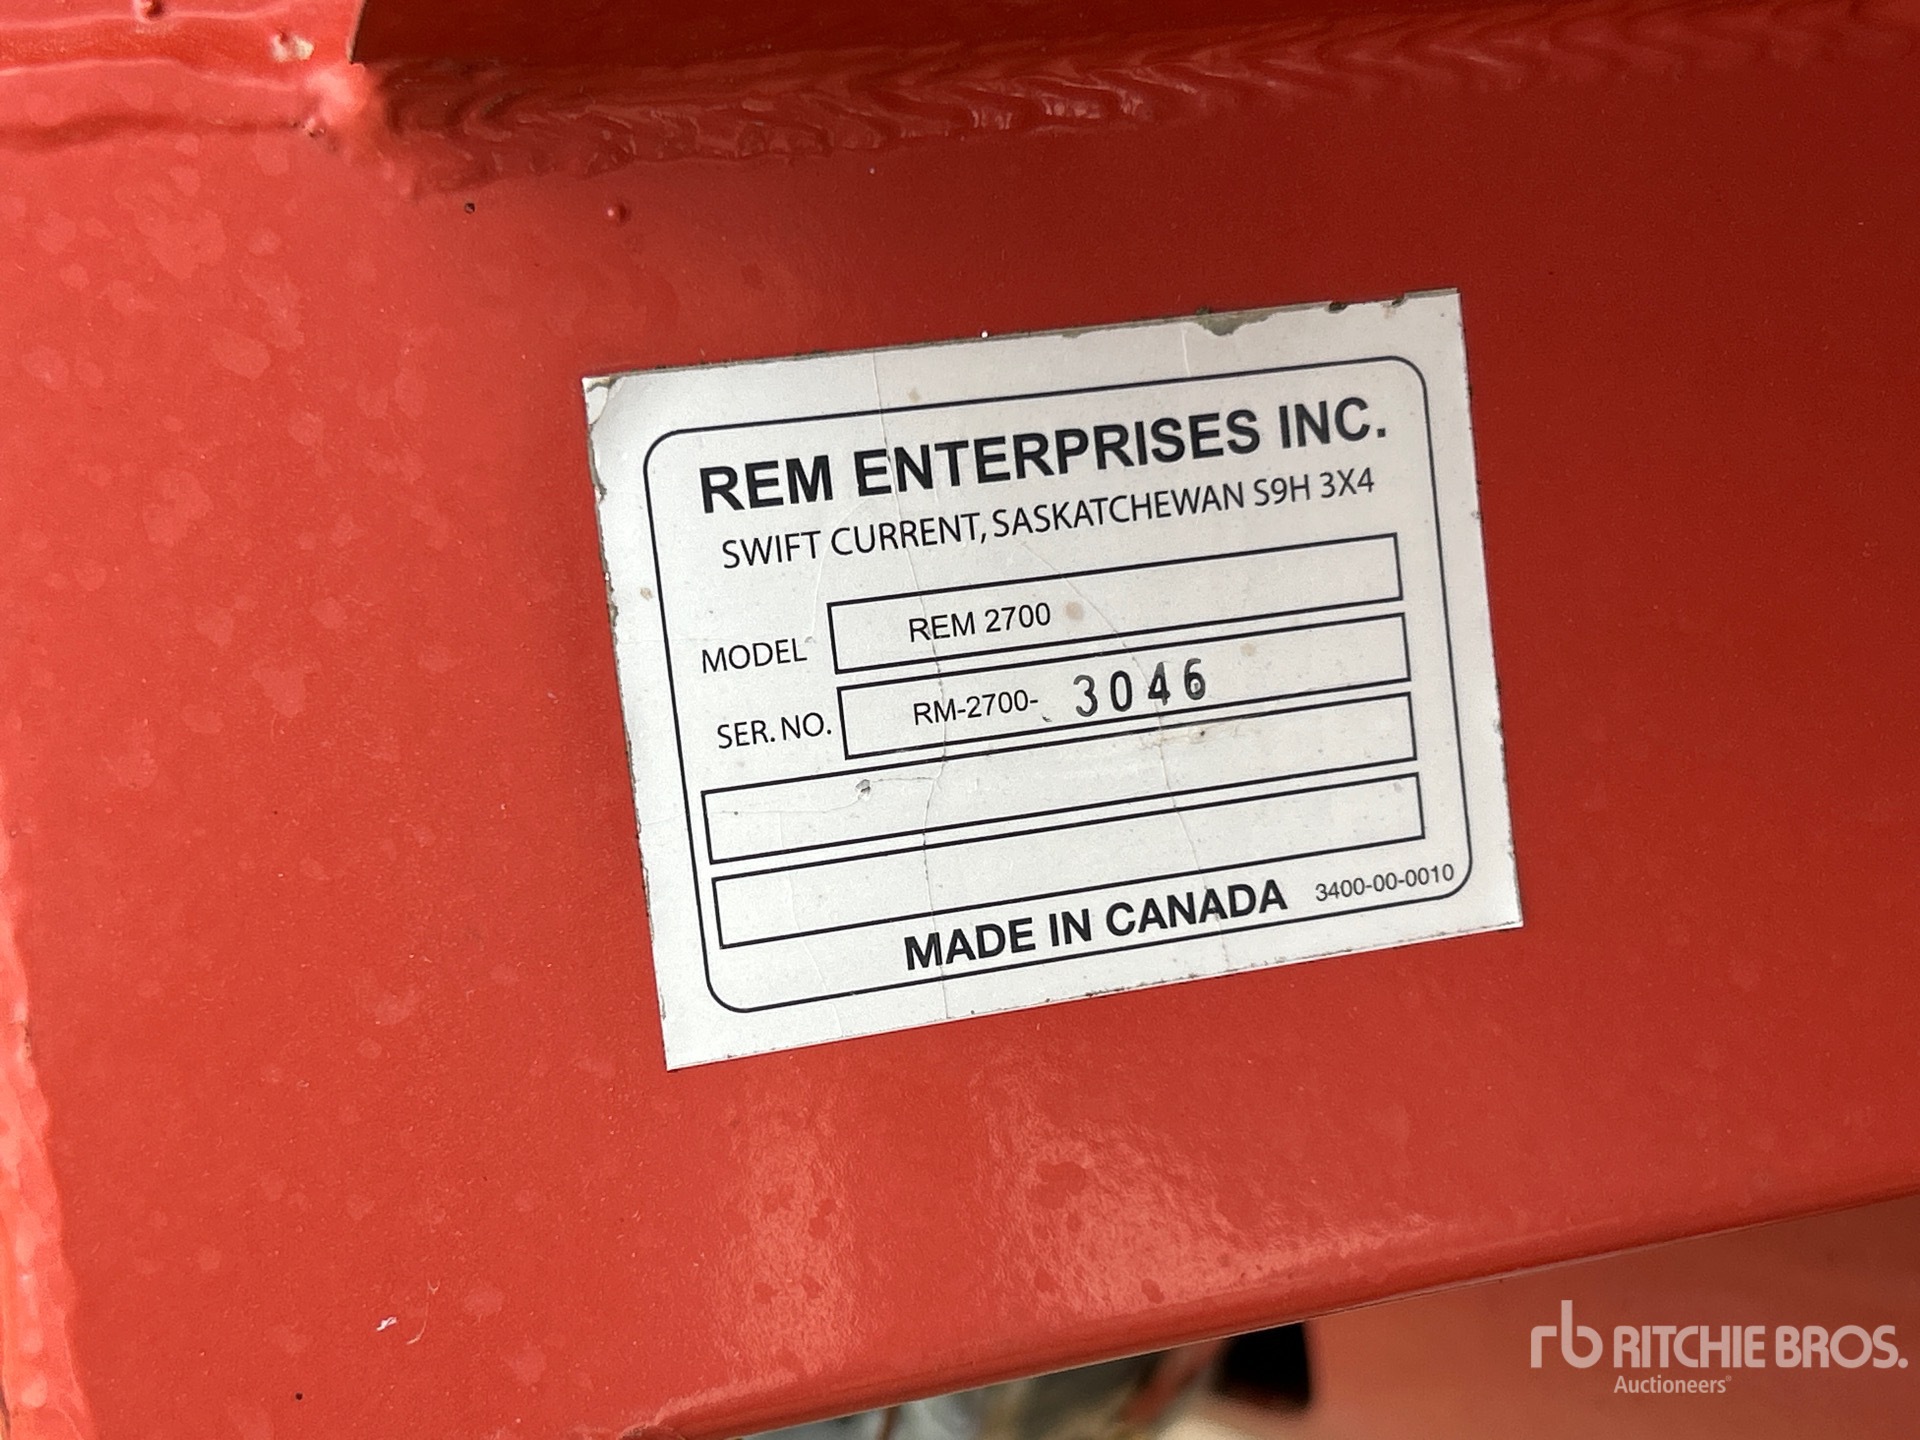 REM ENTERPRISES INC.
SWIFT CURRENT, SASKATCHEWAN S9H 3X4
MODEL REM 2700
SER. NO. RM-2700- 3046
MADE IN CANADA 3400-00-0010
rb RITCHIE BROS.
Auctioneers